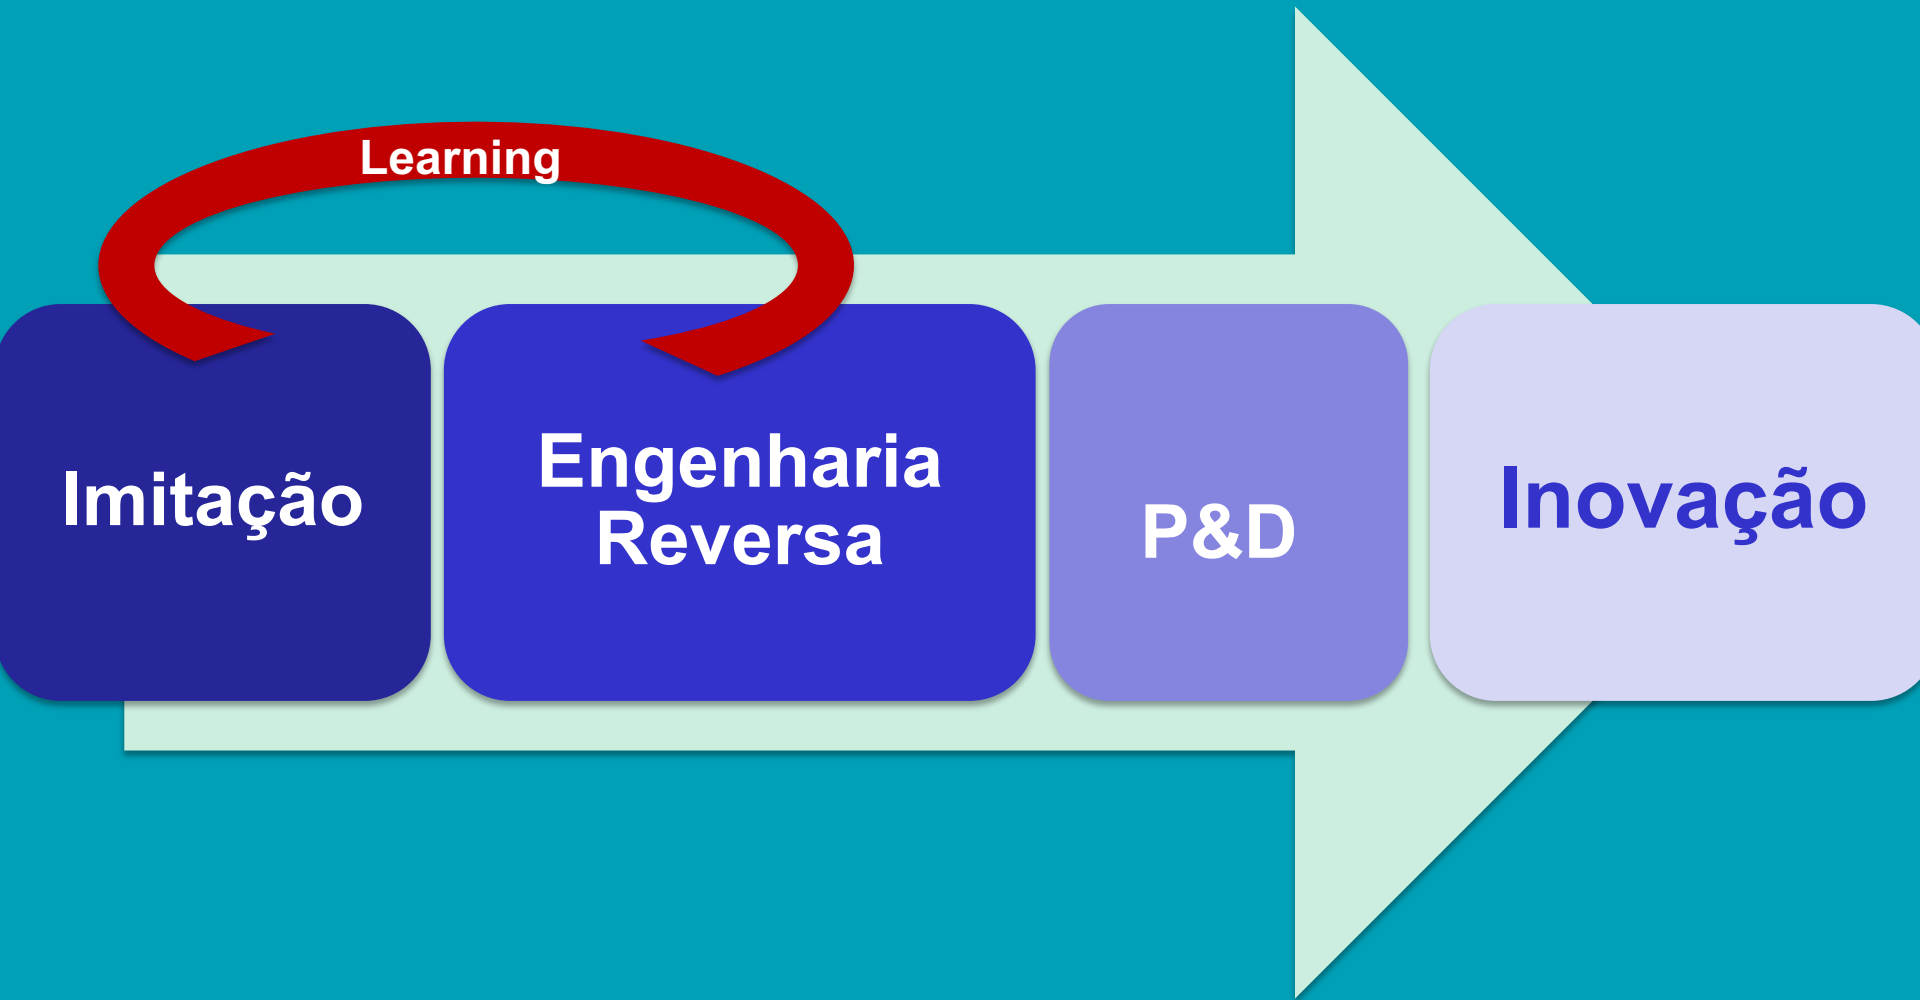 Learning
Imitação
Engenharia
Reversa
P&D
Inovação